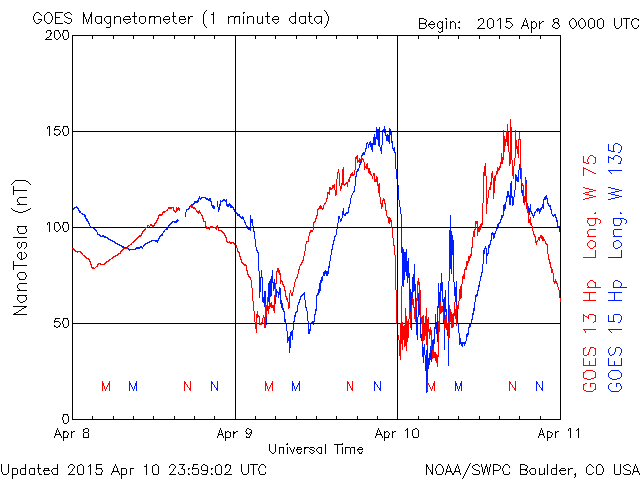 GOES Magnetometer (1 minute data)
Begin: 2015 Apr 8 0000 UTC
200
150
100
50
0
NanoTesla (nT)
M M N N M M N N M M N N
Apr 8 Apr 9 Apr 10 Apr 11
Universal Time
GOES 13 Hp Long. W 75
GOES 15 Hp Long. W 135
Updated 2015 Apr 10 23:59:02 UTC
NOAA/SWPC Boulder, CO USA